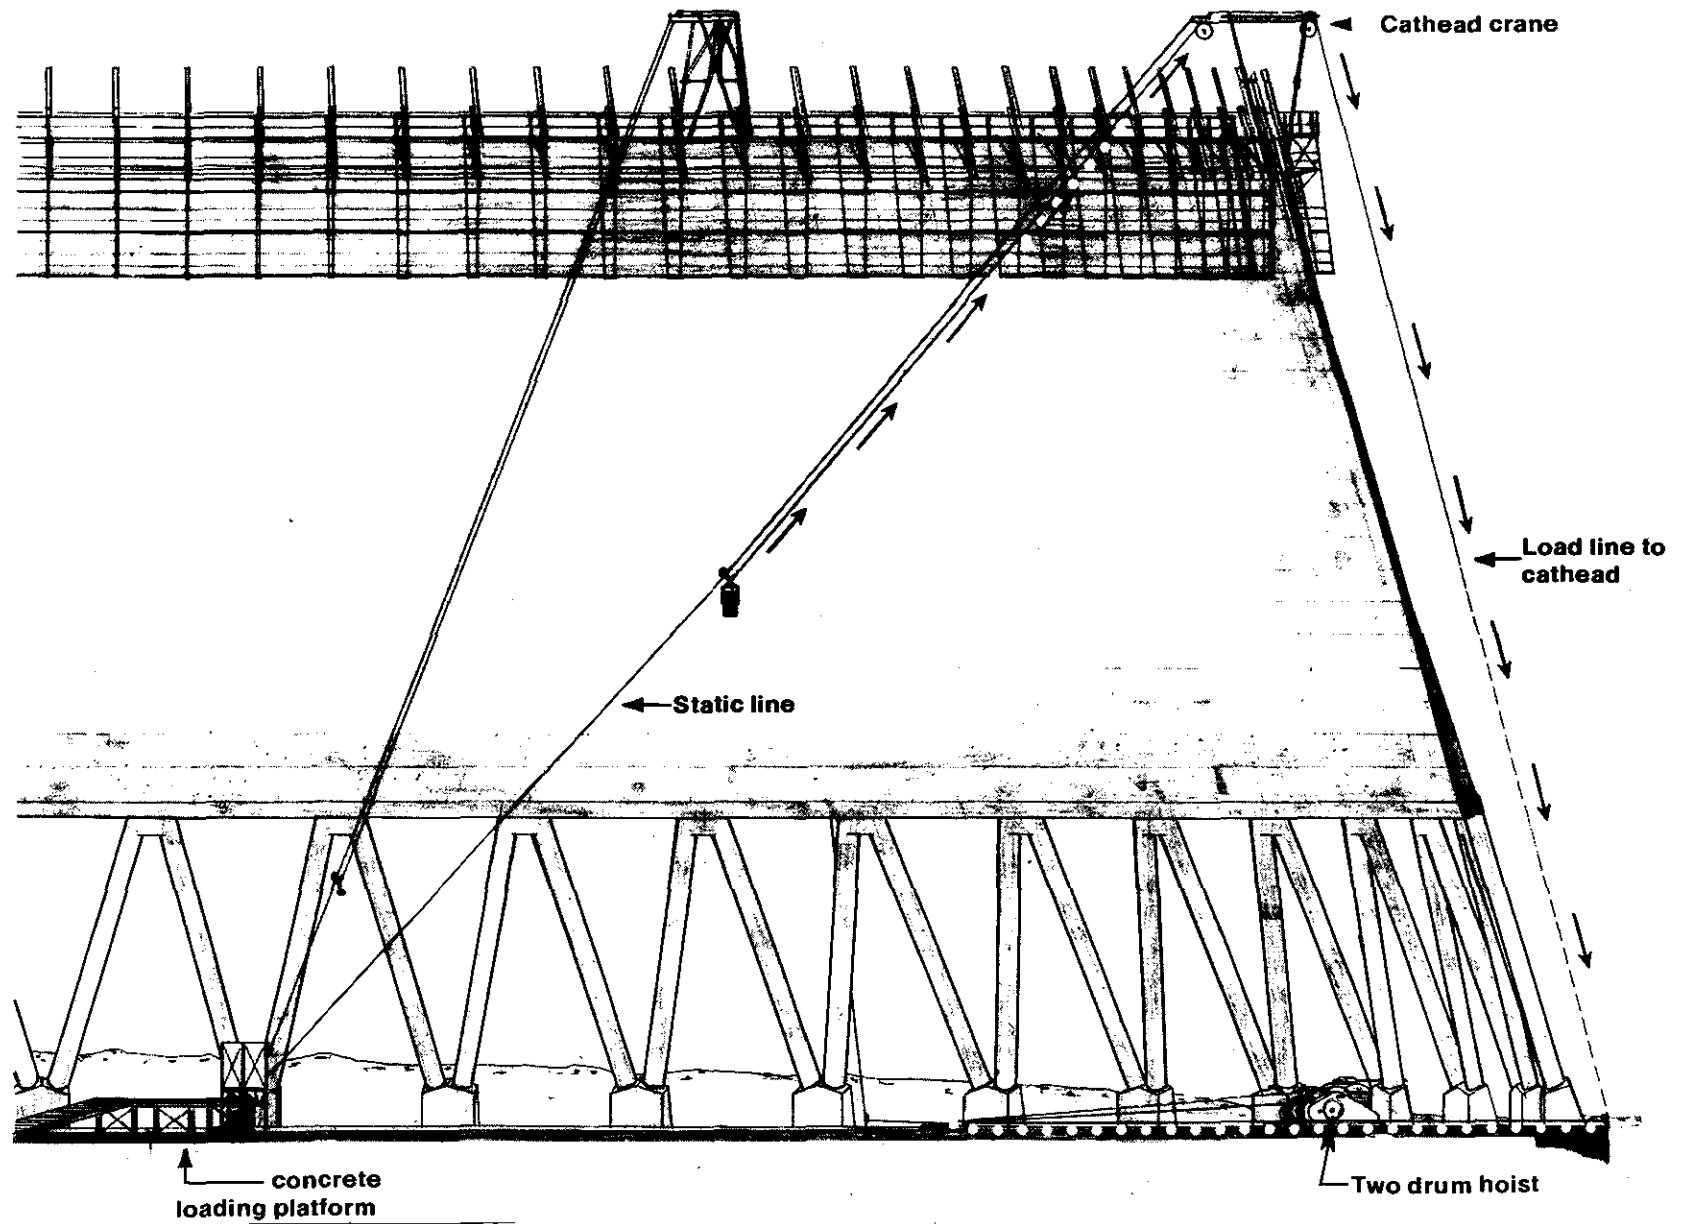 Cathead crane
Load line to
cathead
Static line
concrete
loading platform
Two drum hoist